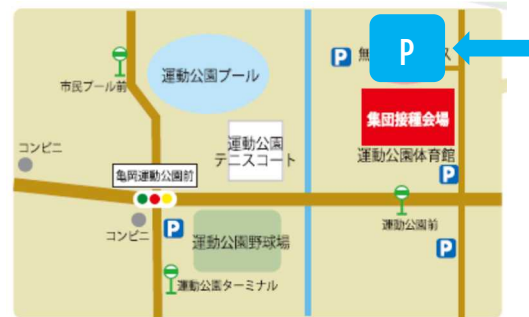 P
P
無
ス
市民プール前
運動公園プール
集団接種会場
コンビニ
運動公園
テニスコート
運動公園体育館
亀岡運動公園前
P
コンビニ
P
運動公園野球場
運動公園前
P
運動公園ターミナル